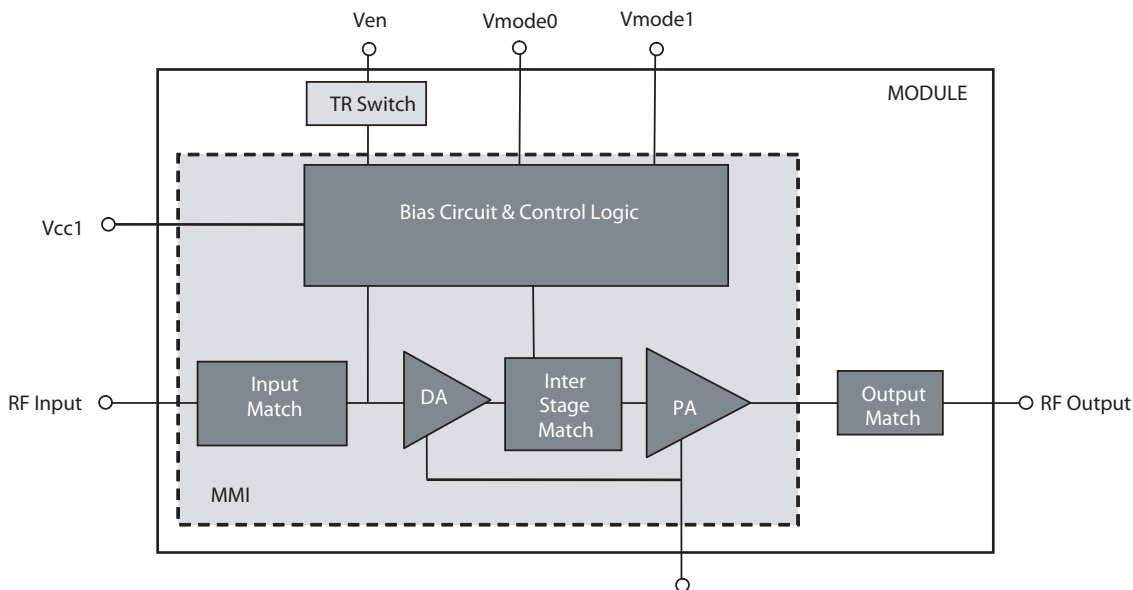 Ven
Vmode0
Vmode1
TR Switch
MODULE
Bias Circuit & Control Logic
Vcc1
RF Input
Input
Match
DA
Inter
Stage
Match
PA
Output
Match
RF Output
MMI